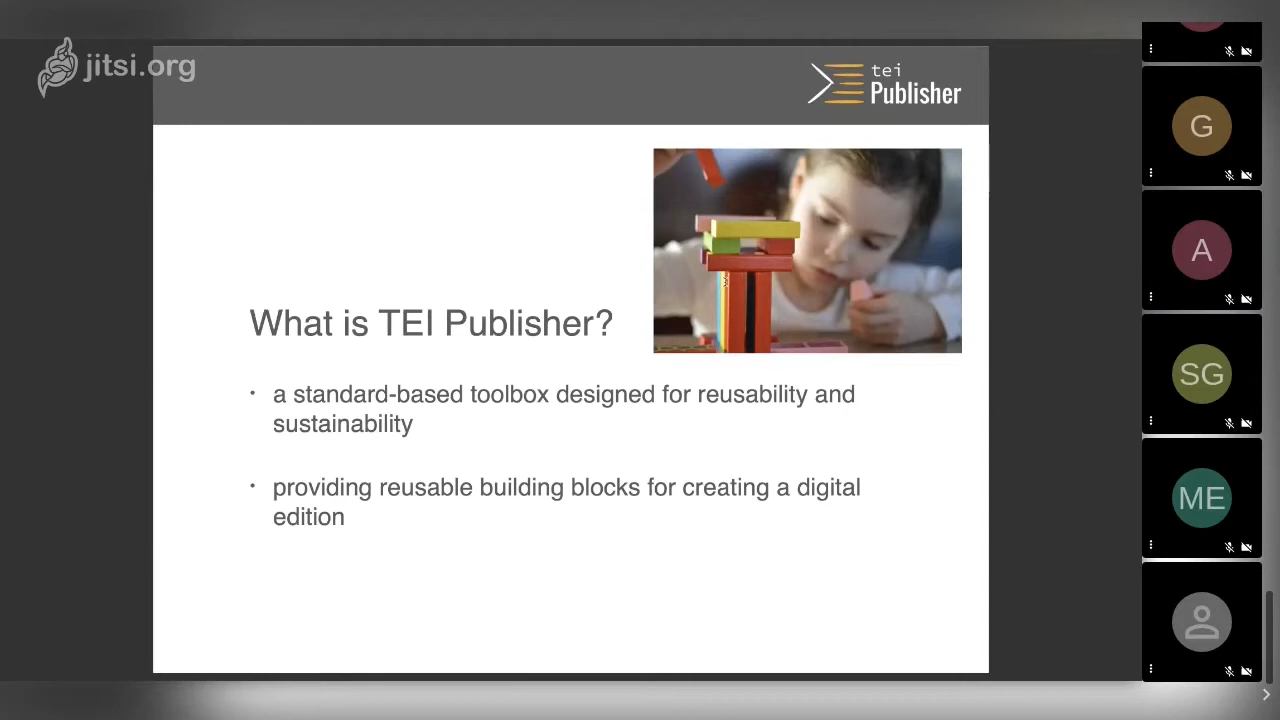 jitsi.org
tei
Publisher
What is TEI Publisher?
• a standard-based toolbox designed for reusability and
sustainability
• providing reusable building blocks for creating a digital
edition
G
A
SG
ME